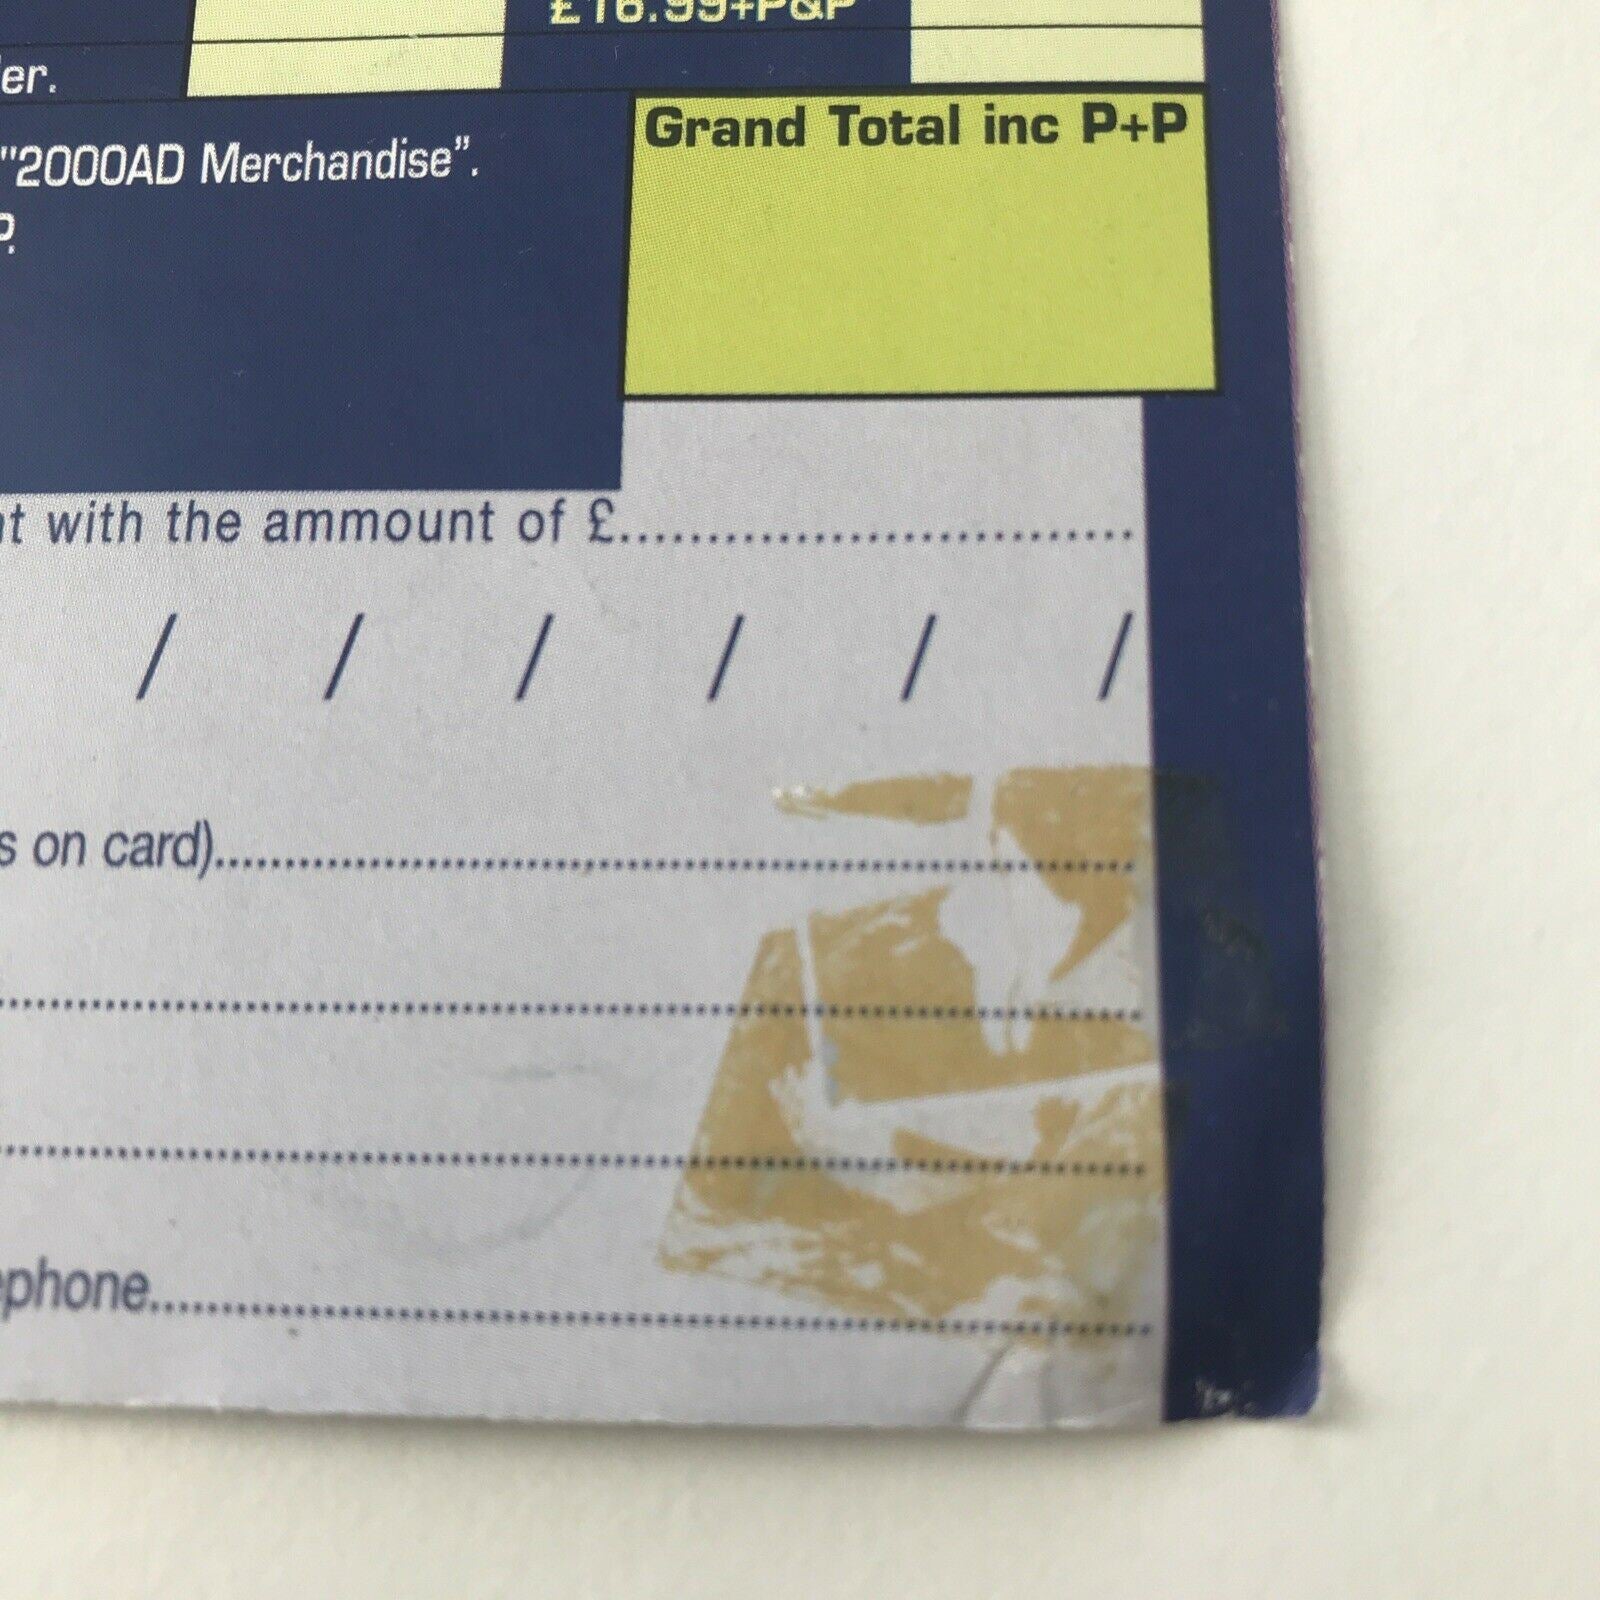 £16.99+P&P
er.
Grand Total inc P+P
"2000AD Merchandise".
P.
t with the ammount of £..............................
/ / / / / /
s on card)..............................
ephone..............................